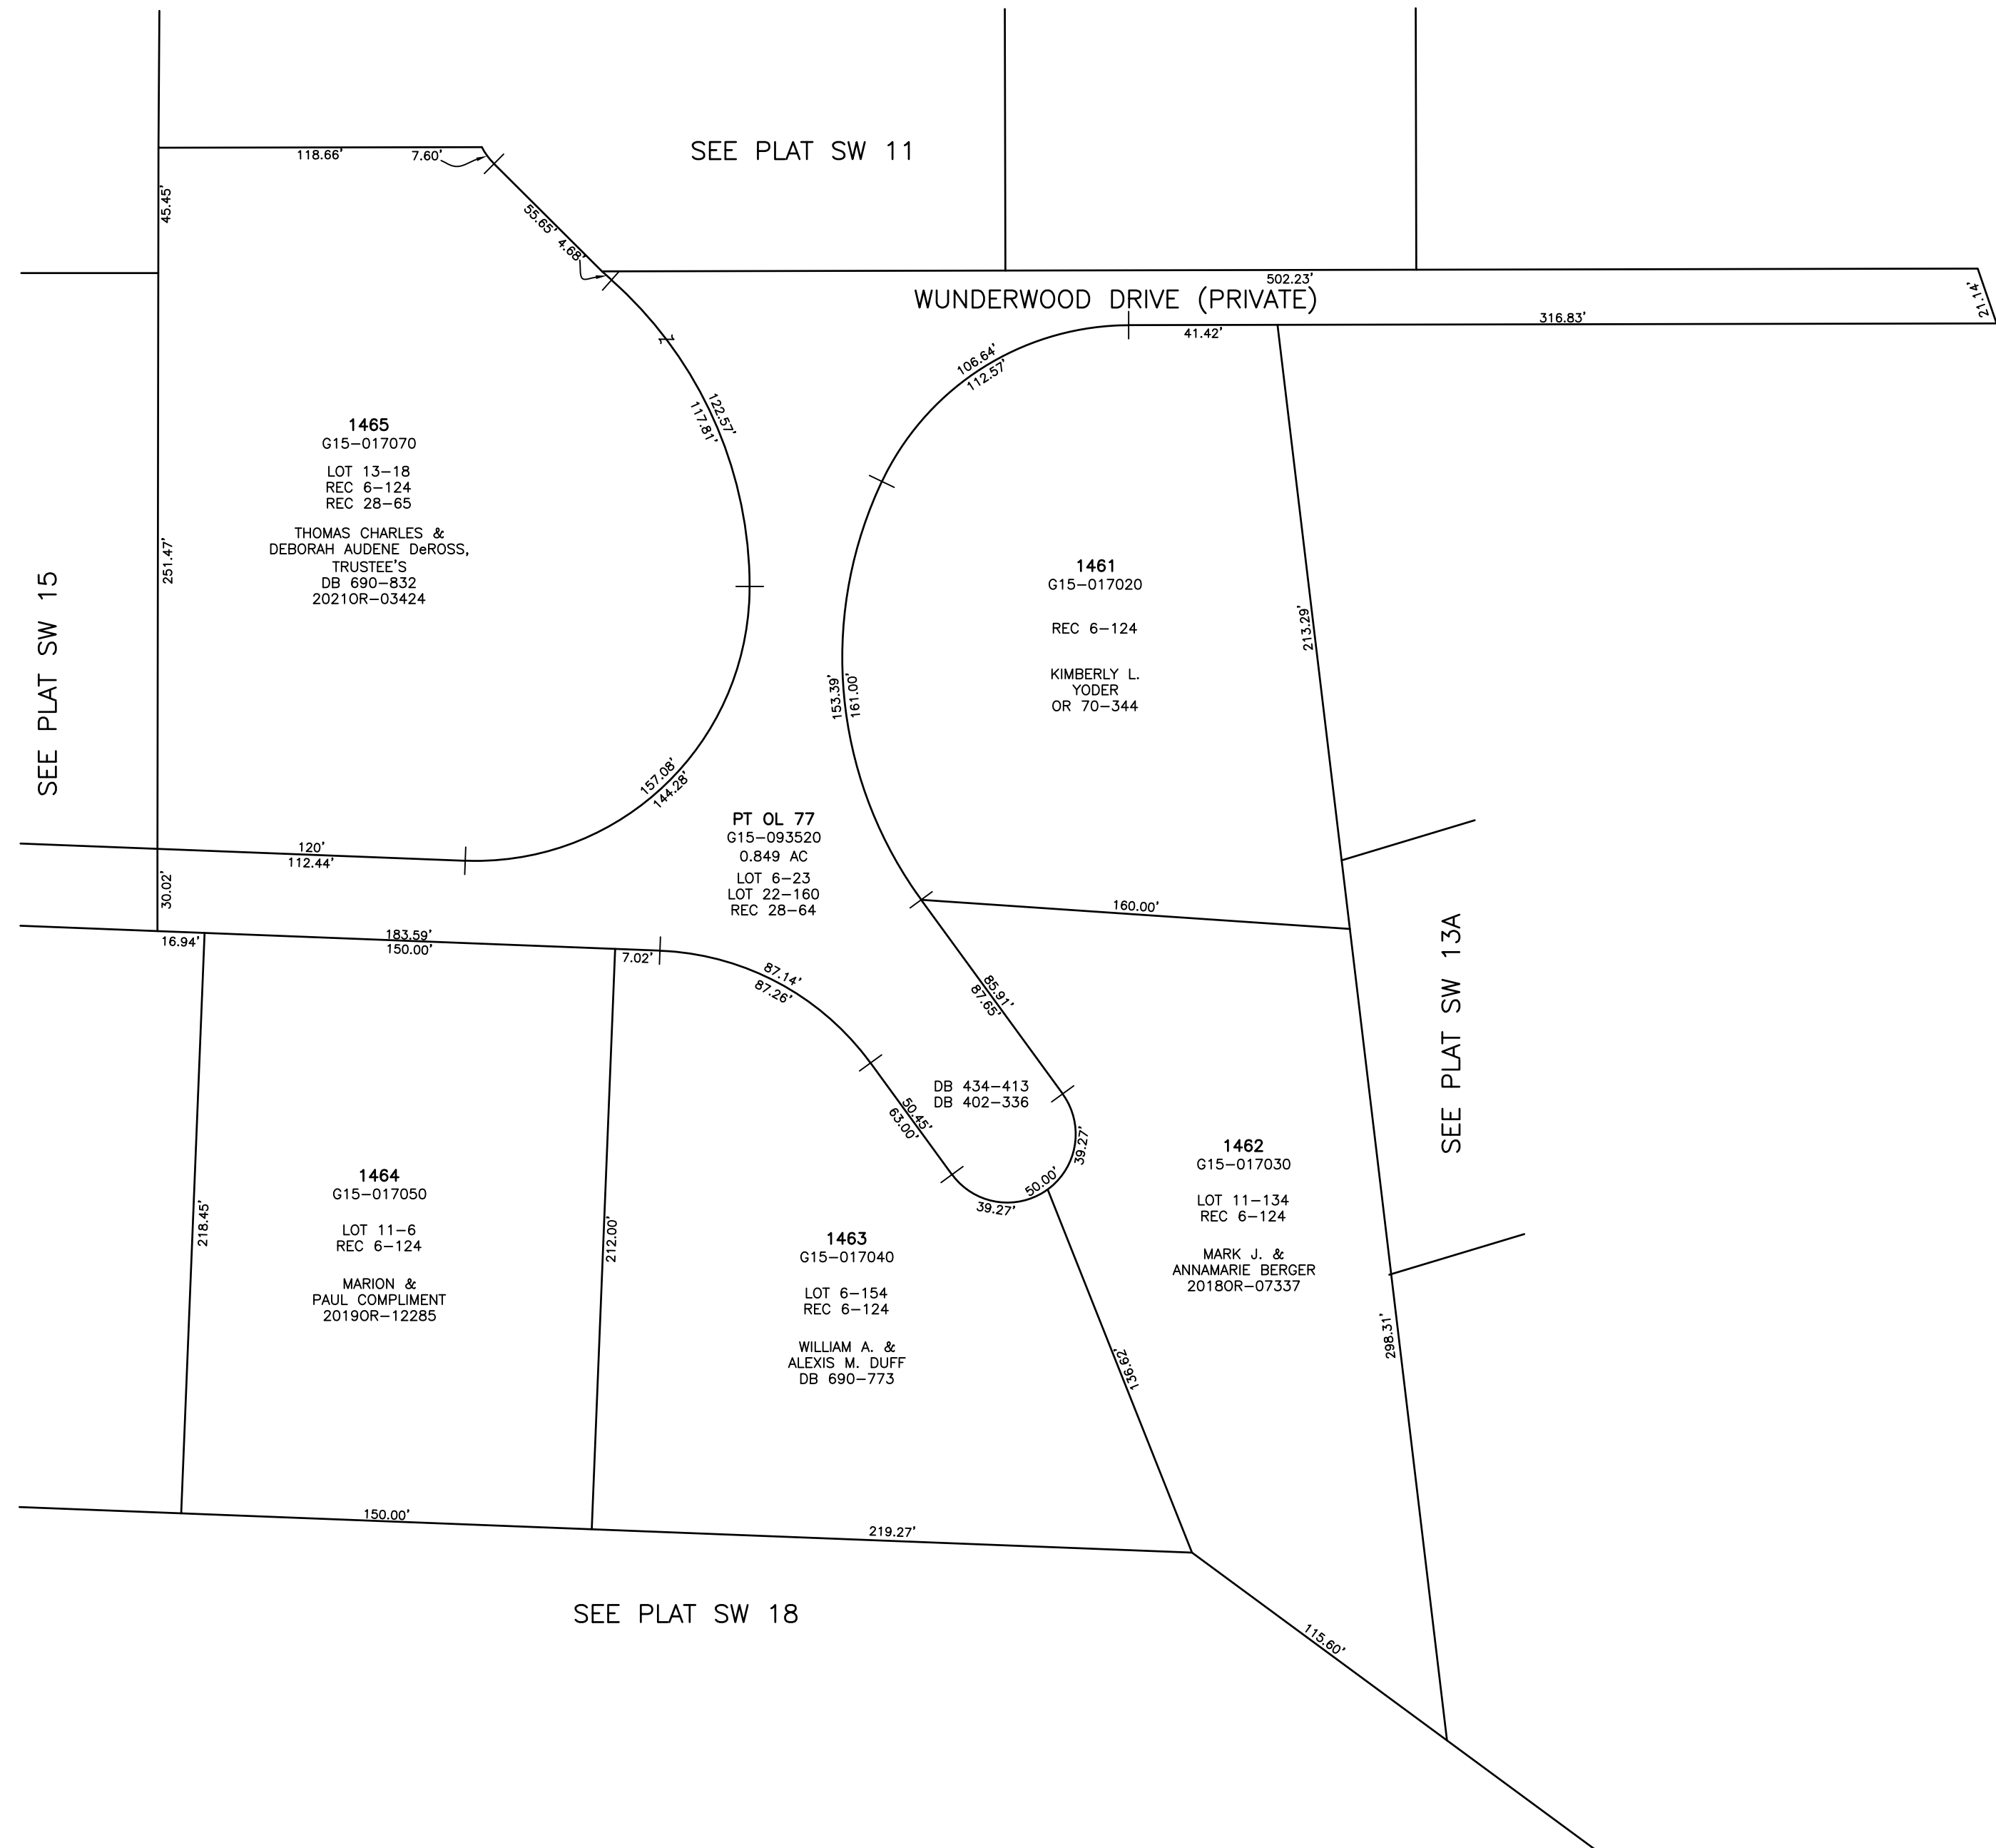 SEE PLAT SW 11
118.66'
7.60'
45.45'
55.65'
4.68'
502.23'
21.14'
WUNDERWOOD DRIVE (PRIVATE)
316.83'
41.42'
106.64'
112.57'
122.57'
117.81'
1465
G15-017070
LOT 13-18
REC 6-124
REC 28-65
THOMAS CHARLES &
DEBORAH AUDENE DeROSS,
TRUSTEE'S
DB 690-832
2021OR-03424
251.47'
SEE PLAT SW 15
1461
G15-017020
REC 6-124
KIMBERLY L.
YODER
OR 70-344
213.29'
153.39'
161.00'
157.08'
144.28'
PT OL 77
G15-093520
0.849 AC
LOT 6-23
LOT 22-160
REC 28-64
120'
112.44'
30.02'
160.00'
16.94'
183.59'
150.00'
7.02'
87.14'
87.26'
85.91'
87.65'
SEE PLAT SW 13A
DB 434-413
DB 402-336
50.45'
63.00'
39.27'
50.00'
39.27'
1462
G15-017030
LOT 11-134
REC 6-124
MARK J. &
ANNAMARIE BERGER
2018OR-07337
1464
G15-017050
LOT 11-6
REC 6-124
MARION &
PAUL COMPLIMENT
2019OR-12285
218.45'
212.00'
1463
G15-017040
LOT 6-154
REC 6-124
WILLIAM A. &
ALEXIS M. DUFF
DB 690-773
136.62'
298.31'
150.00'
219.27'
SEE PLAT SW 18
115.60'